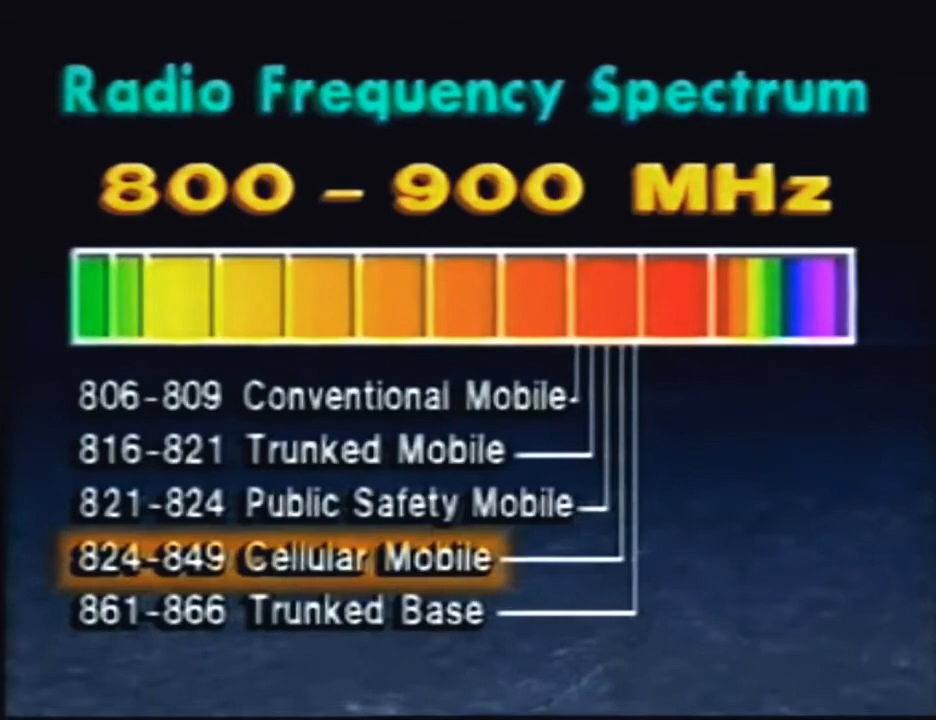 Radio Frequency Spectrum
800 - 900 MHz
806-809 Conventional Mobile
816-821 Trunked Mobile
821-824 Public Safety Mobile
824-849 Cellular Mobile
861-866 Trunked Base